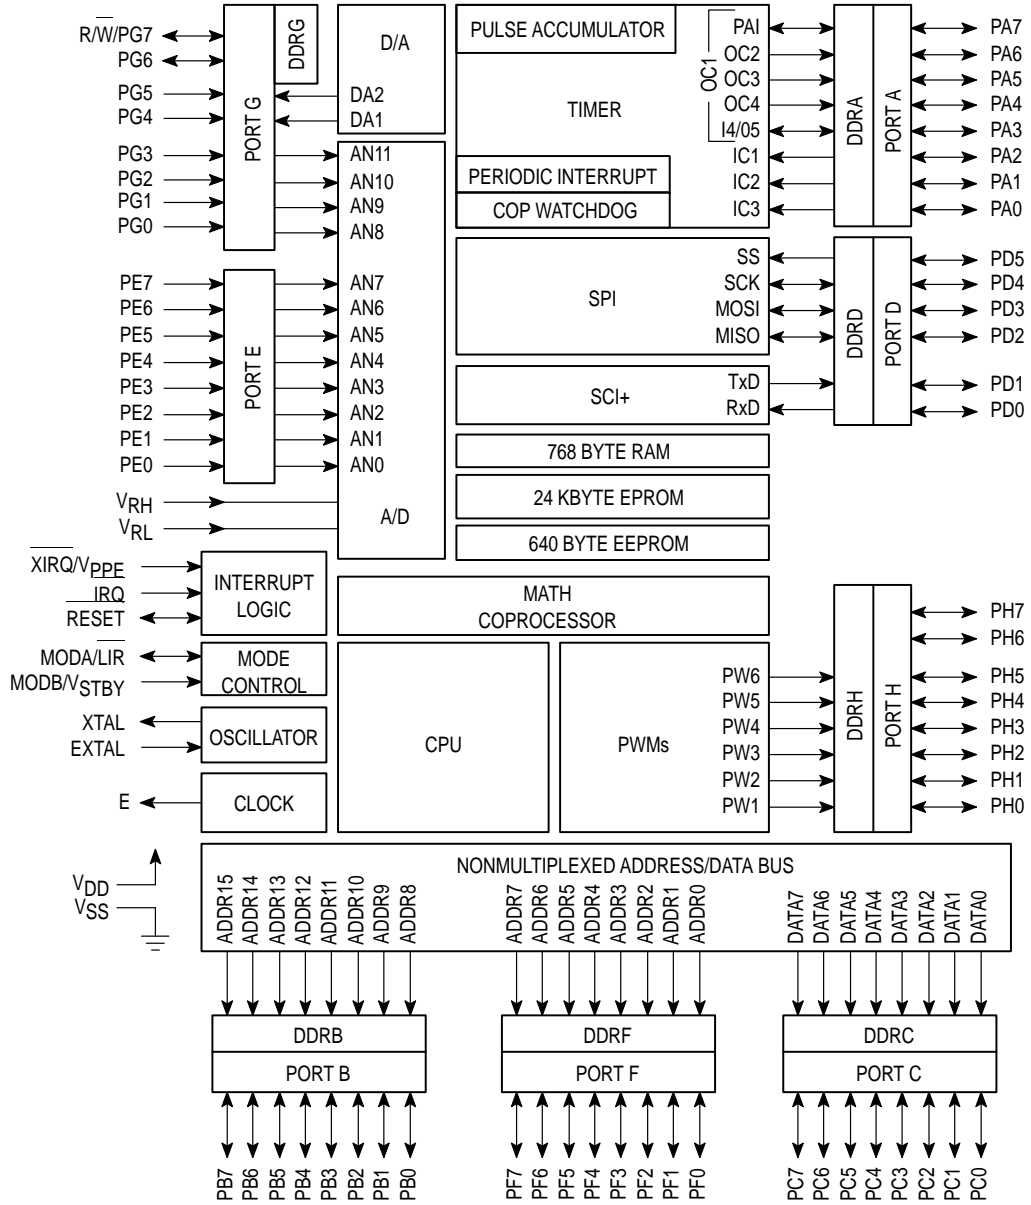 R/W/PG7
PG6
PG5
PG4
PG3
PG2
PG1
PG0
PORT G
DDRG
D/A
DA2
DA1
AN11
AN10
AN9
AN8
PE7
PE6
PE5
PE4
PE3
PE2
PE1
PE0
PORT E
AN7
AN6
AN5
AN4
AN3
AN2
AN1
AN0
VRH
VRL
A/D
PULSE ACCUMULATOR
TIMER
PERIODIC INTERRUPT
COP WATCHDOG
OC1
PAI
OC2
OC3
OC4
I4/05
IC1
IC2
IC3
DDRA
PORT A
PA7
PA6
PA5
PA4
PA3
PA2
PA1
PA0
SPI
SS
SCK
MOSI
MISO
SCI+
TxD
RxD
DDRD
PORT D
PD5
PD4
PD3
PD2
PD1
PD0
768 BYTE RAM
24 KBYTE EPROM
640 BYTE EEPROM
XIRQ/VPPE
IRQ
RESET
INTERRUPT
LOGIC
MODA/LIR
MODB/VSTBY
MODE
CONTROL
XTAL
EXTAL
OSCILLATOR
E
CLOCK
MATH
COPROCESSOR
CPU
PWMs
PW6
PW5
PW4
PW3
PW2
PW1
DDRH
PORT H
PH7
PH6
PH5
PH4
PH3
PH2
PH1
PH0
VDD
VSS
NONMULTIPLEXED ADDRESS/DATA BUS
ADDR15
ADDR14
ADDR13
ADDR12
ADDR11
ADDR10
ADDR9
ADDR8
ADDR7
ADDR6
ADDR5
ADDR4
ADDR3
ADDR2
ADDR1
ADDR0
DATA7
DATA6
DATA5
DATA4
DATA3
DATA2
DATA1
DATA0
DDRB
PORT B
DDRF
PORT F
DDRC
PORT C
PB7
PB6
PB5
PB4
PB3
PB2
PB1
PB0
PF7
PF6
PF5
PF4
PF3
PF2
PF1
PF0
PC7
PC6
PC5
PC4
PC3
PC2
PC1
PC0